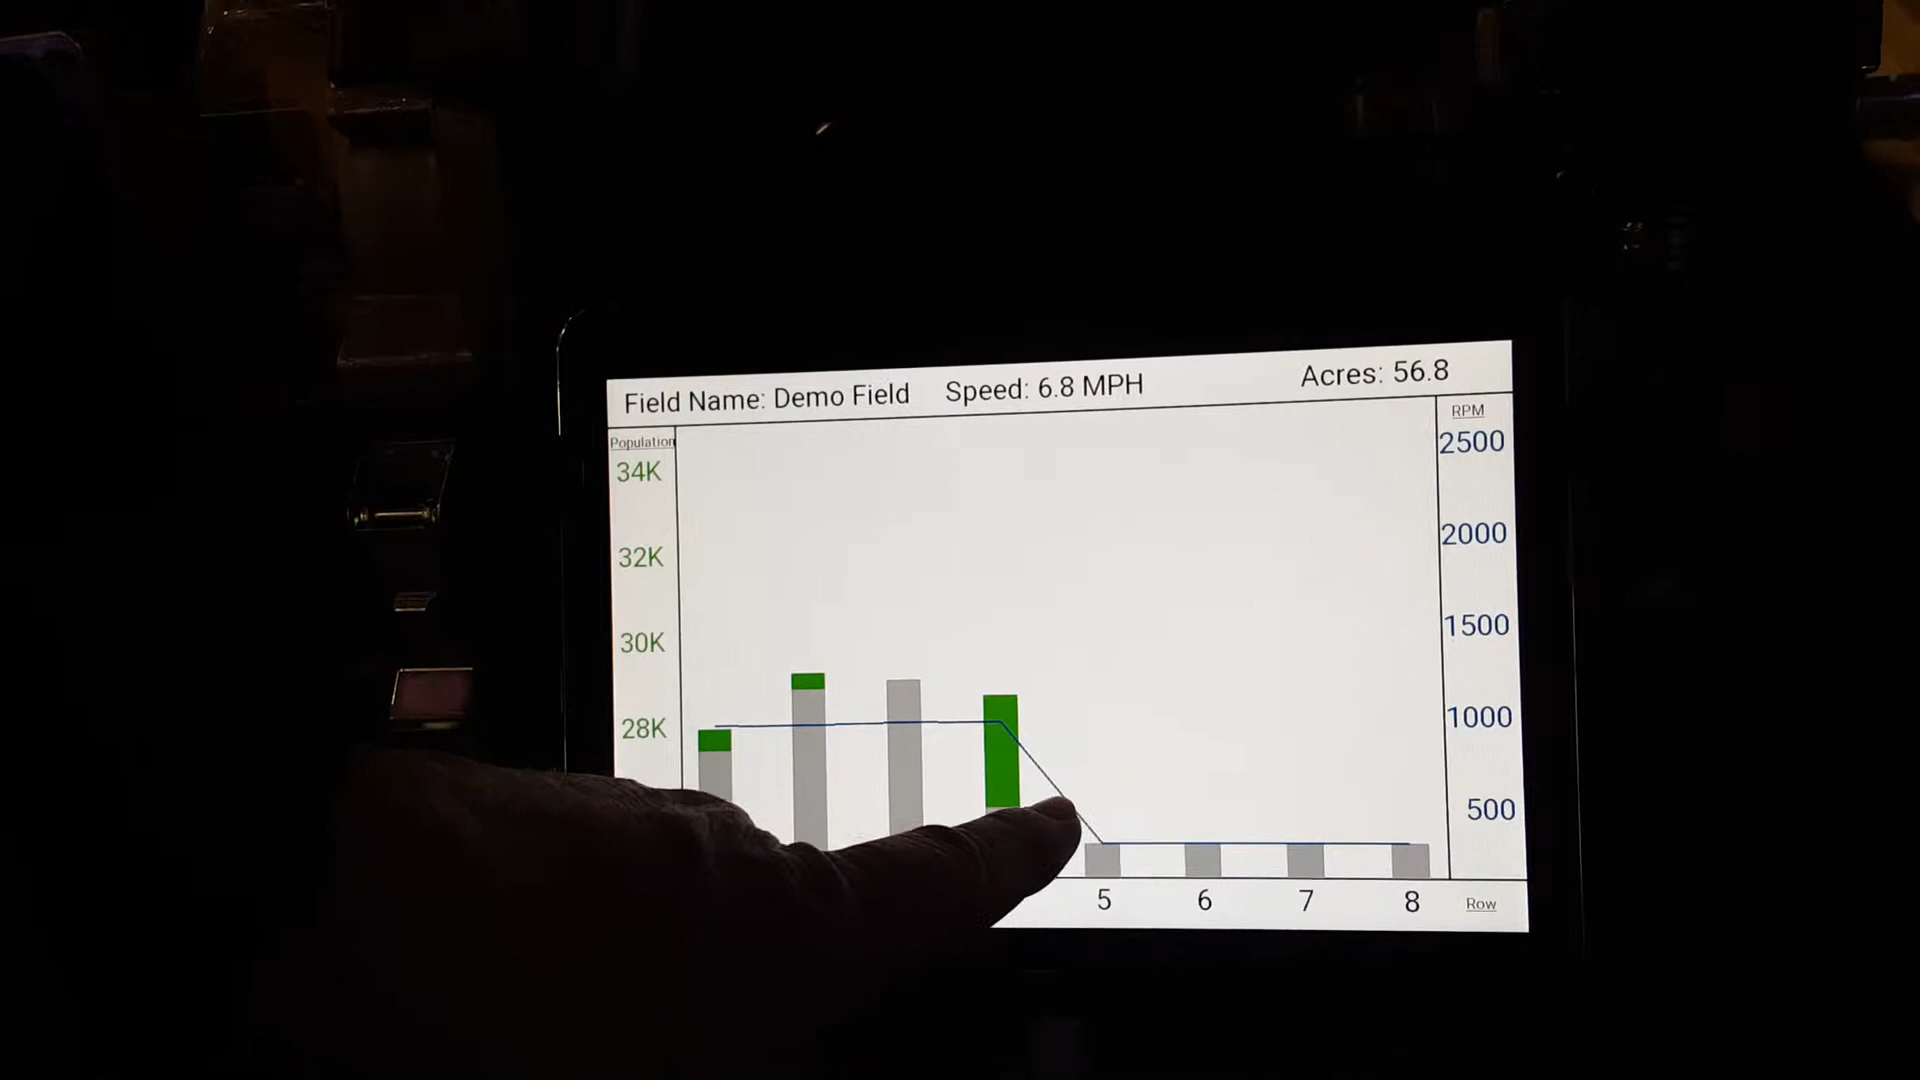 Field Name: Demo Field Speed: 6.8 MPH Acres: 56.8
Population
34K
32K
30K
28K
RPM
2500
2000
1500
1000
500
5 6 7 8 Row